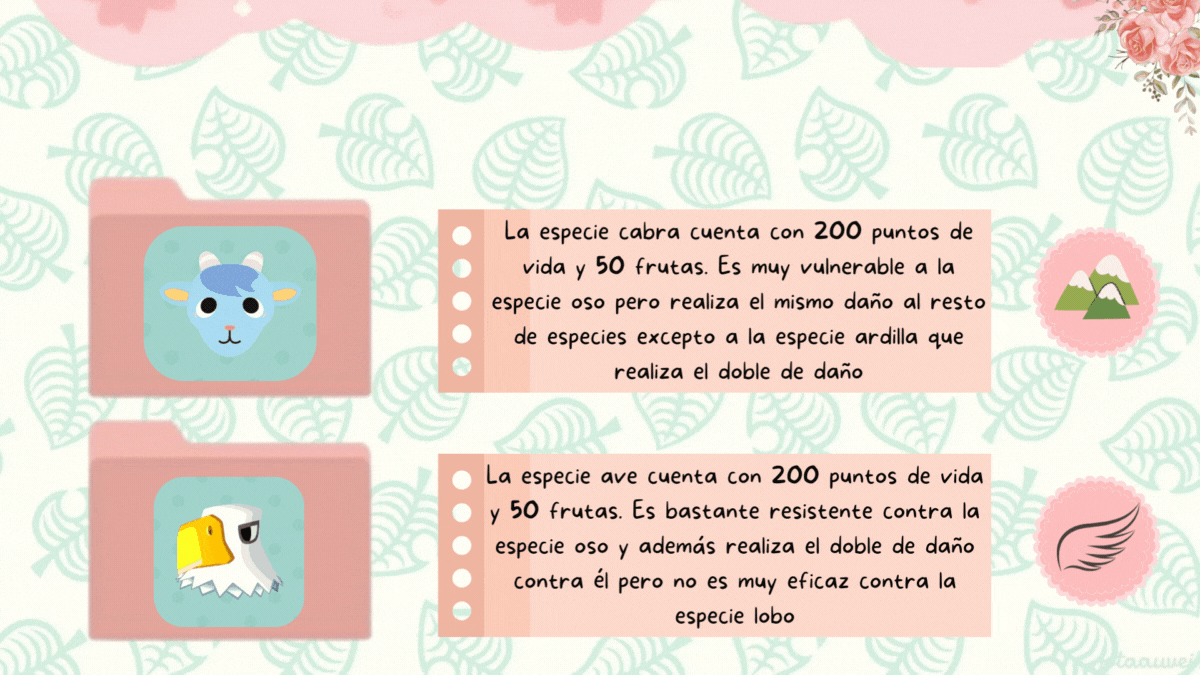 La especie cabra cuenta con 200 puntos de
vida y 50 frutas. Es muy vulnerable a la
especie oso pero realiza el mismo daño al resto
de especies excepto a la especie ardilla que
realiza el doble de daño
La especie ave cuenta con 200 puntos de vida
y 50 frutas. Es bastante resistente contra la
especie oso y además realiza el doble de daño
contra él pero no es muy eficaz contra la
especie lobo